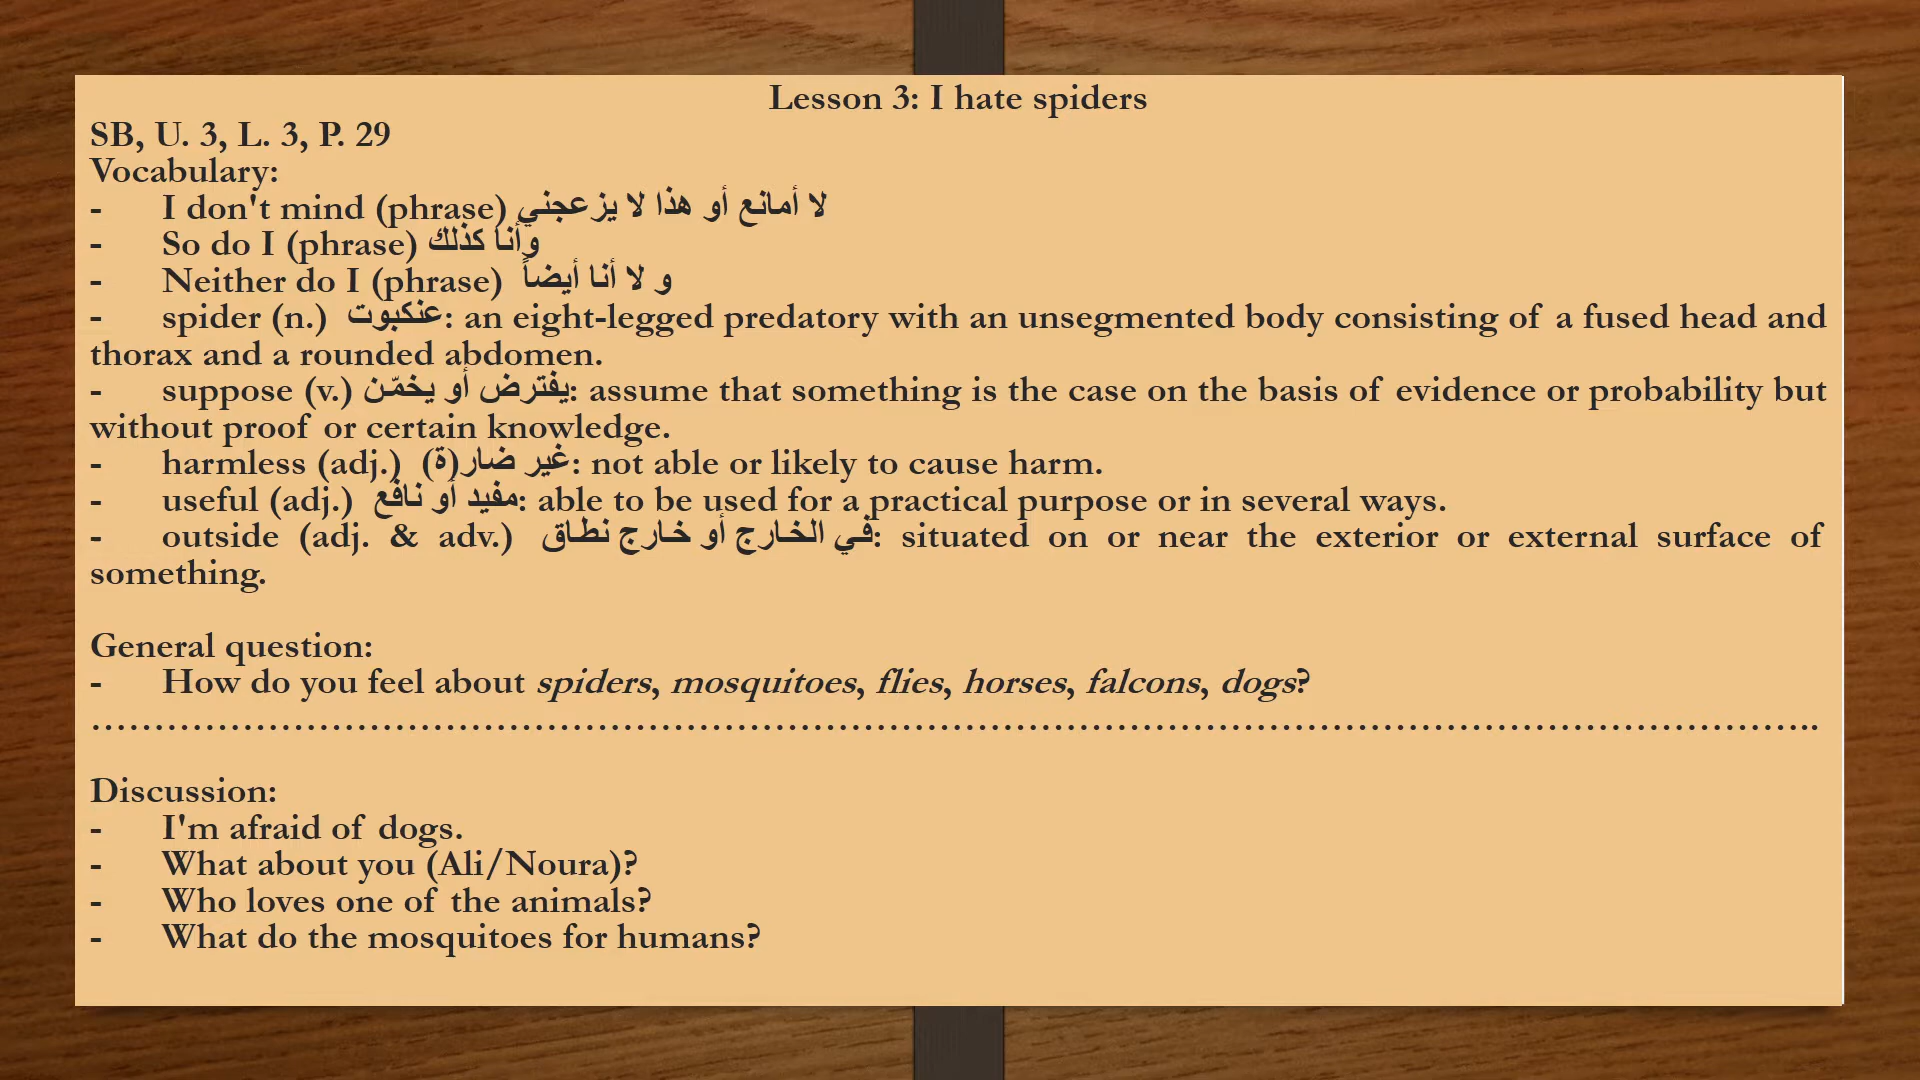 Lesson 3: I hate spiders
SB, U. 3, L. 3, P. 29
Vocabulary:
- I don't mind (phrase) لا أمانع أو هذا لا يزعجني
- So do I (phrase) وأنا كذلك
- Neither do I (phrase) و لا أنا أيضاً
- spider (n.) عنكبوت: an eight-legged predatory with an unsegmented body consisting of a fused head and
thorax and a rounded abdomen.
- suppose (v.) يفترض أو يخمّن: assume that something is the case on the basis of evidence or probability but
without proof or certain knowledge.
- harmless (adj.) غير ضار(ة): not able or likely to cause harm.
- useful (adj.) مفيد أو نافع: able to be used for a practical purpose or in several ways.
- outside (adj. & adv.) في الخارج أو خارج نطاق: situated on or near the exterior or external surface of
something.
General question:
- How do you feel about spiders, mosquitoes, flies, horses, falcons, dogs?
…………………………………………………………………………………………………………………………..
Discussion:
- I'm afraid of dogs.
- What about you (Ali/Noura)?
- Who loves one of the animals?
- What do the mosquitoes for humans?